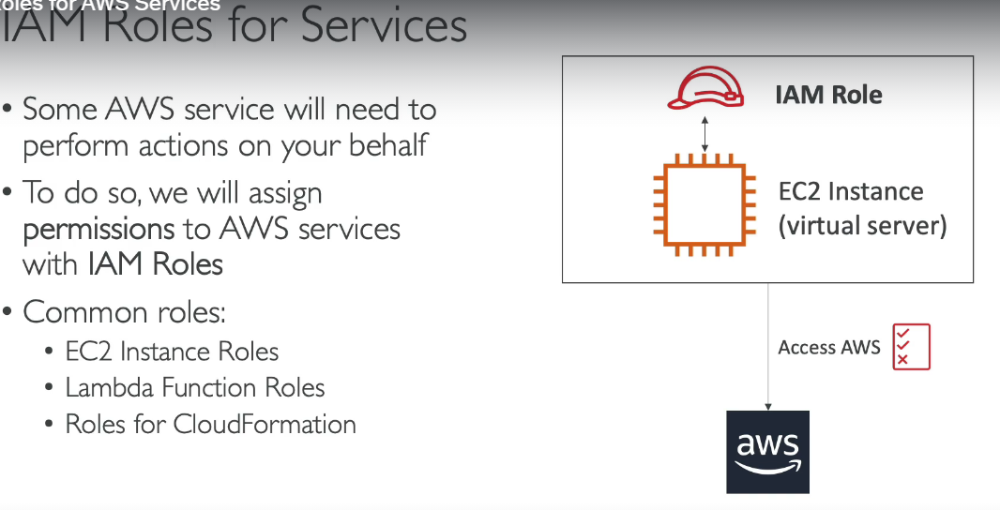 Roles for AWS Services
IAM Roles for Services
• Some AWS service will need to
perform actions on your behalf
• To do so, we will assign
permissions to AWS services
with IAM Roles
• Common roles:
• EC2 Instance Roles
• Lambda Function Roles
• Roles for CloudFormation
IAM Role
EC2 Instance
(virtual server)
Access AWS
aws